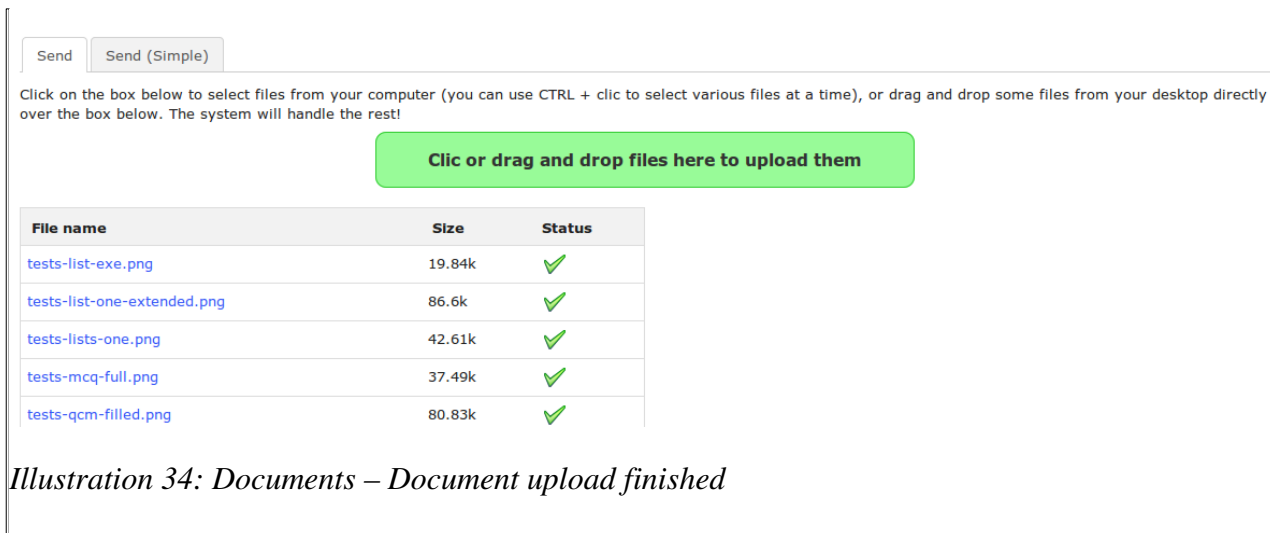 Send Send (Simple)
Click on the box below to select files from your computer (you can use CTRL + clic to select various files at a time), or drag and drop some files from your desktop directly
over the box below. The system will handle the rest!
Clic or drag and drop files here to upload them
File name Size Status
tests-list-exe.png 19.84k
tests-list-one-extended.png 86.6k
tests-lists-one.png 42.61k
tests-mcq-full.png 37.49k
tests-qcm-filled.png 80.83k
Illustration 34: Documents – Document upload finished